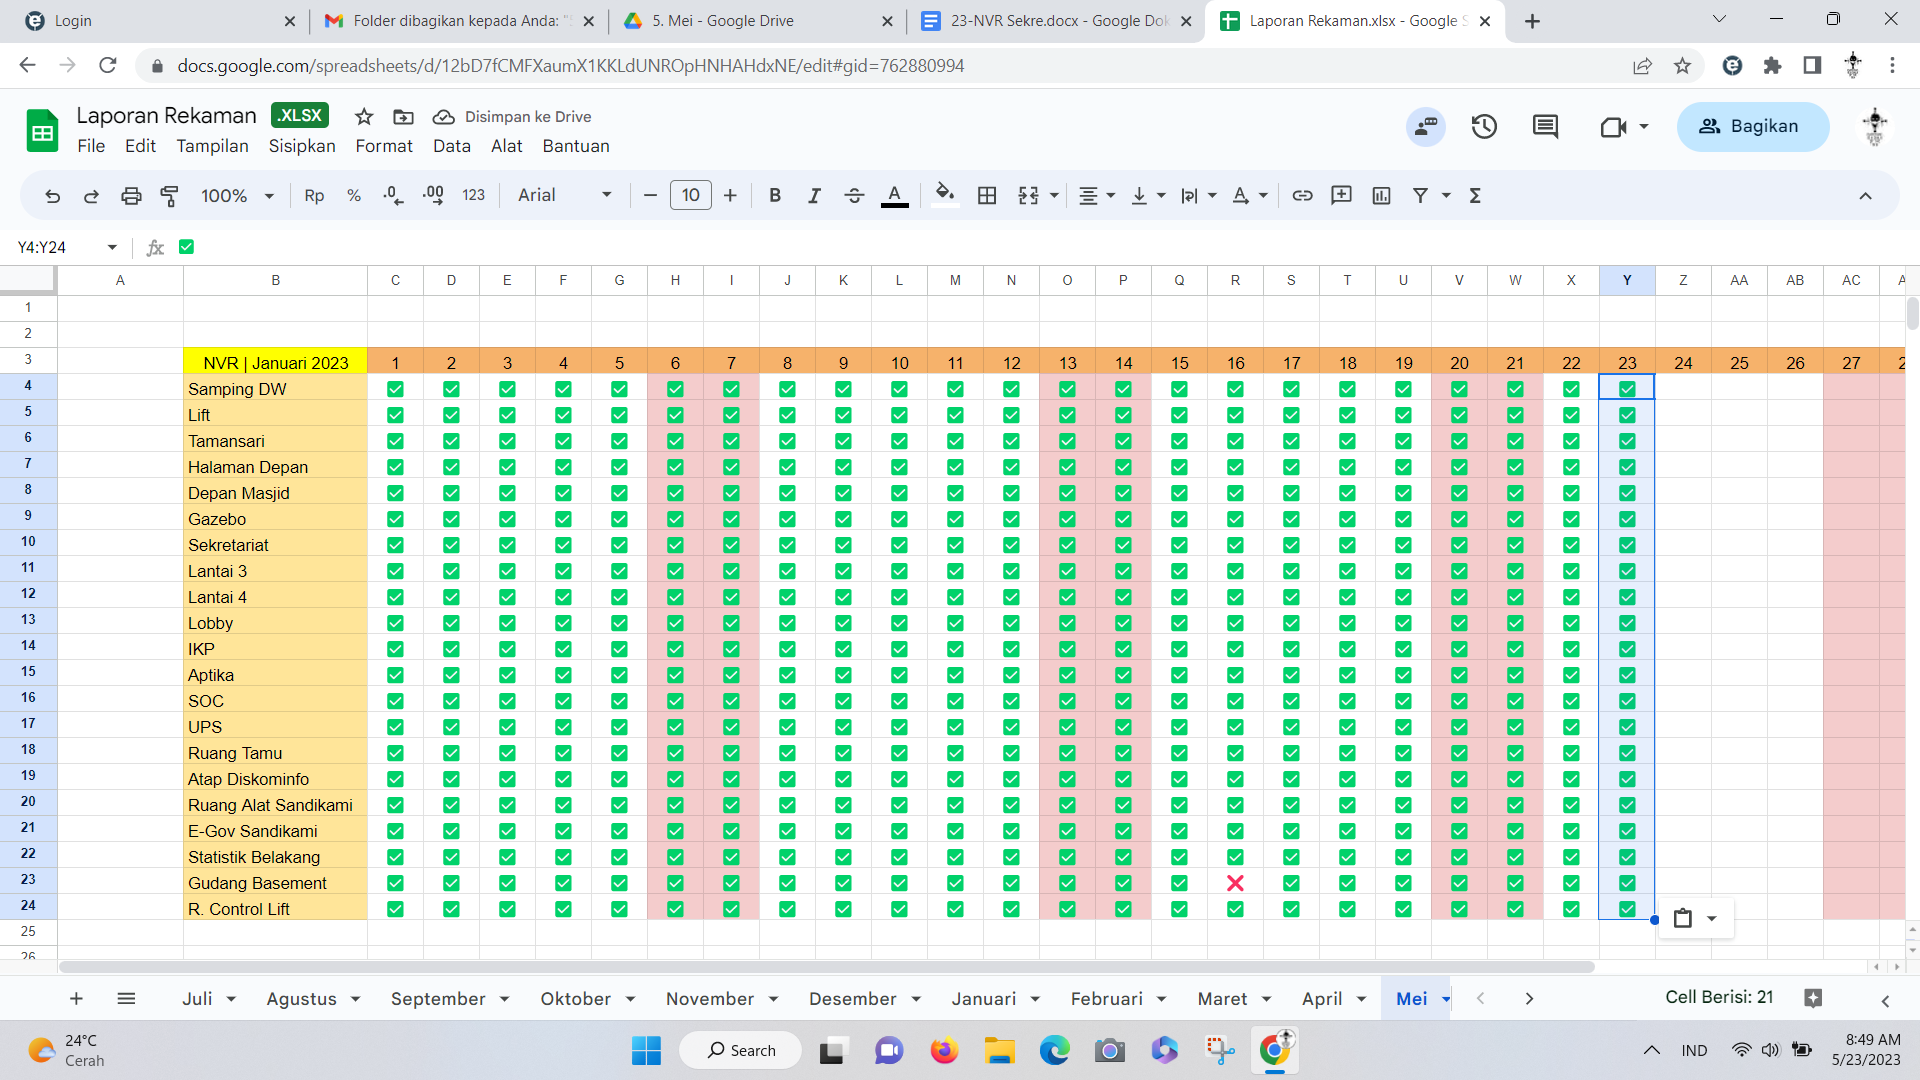 Login
Folder dibagikan kepada Anda: "
5. Mei - Google Drive
23-NVR Sekre.docx - Google Dok
Laporan Rekaman.xlsx - Google S
docs.google.com/spreadsheets/d/12bD7fCMFXaumX1KKLdUNROpHNHAHdxNE/edit#gid=762880994
Laporan Rekaman .XLSX Disimpan ke Drive
File Edit Tampilan Sisipkan Format Data Alat Bantuan
Bagikan
100% Rp % .0 .00 123 Arial 10 B I S A
Y4:Y24 fx ✅
A B C D E F G H I J K L M N O P Q R S T U V W X Y Z AA AB AC A
1
2
3 NVR | Januari 2023 1 2 3 4 5 6 7 8 9 10 11 12 13 14 15 16 17 18 19 20 21 22 23 24 25 26 27 2
4 Samping DW
5 Lift
6 Tamansari
7 Halaman Depan
8 Depan Masjid
9 Gazebo
10 Sekretariat
11 Lantai 3
12 Lantai 4
13 Lobby
14 IKP
15 Aptika
16 SOC
17 UPS
18 Ruang Tamu
19 Atap Diskominfo
20 Ruang Alat Sandikami
21 E-Gov Sandikami
22 Statistik Belakang
23 Gudang Basement
24 R. Control Lift
25
26
Juli Agustus September Oktober November Desember Januari Februari Maret April Mei Cell Berisi: 21
24°C
Cerah
Search
IND
8:49 AM
5/23/2023